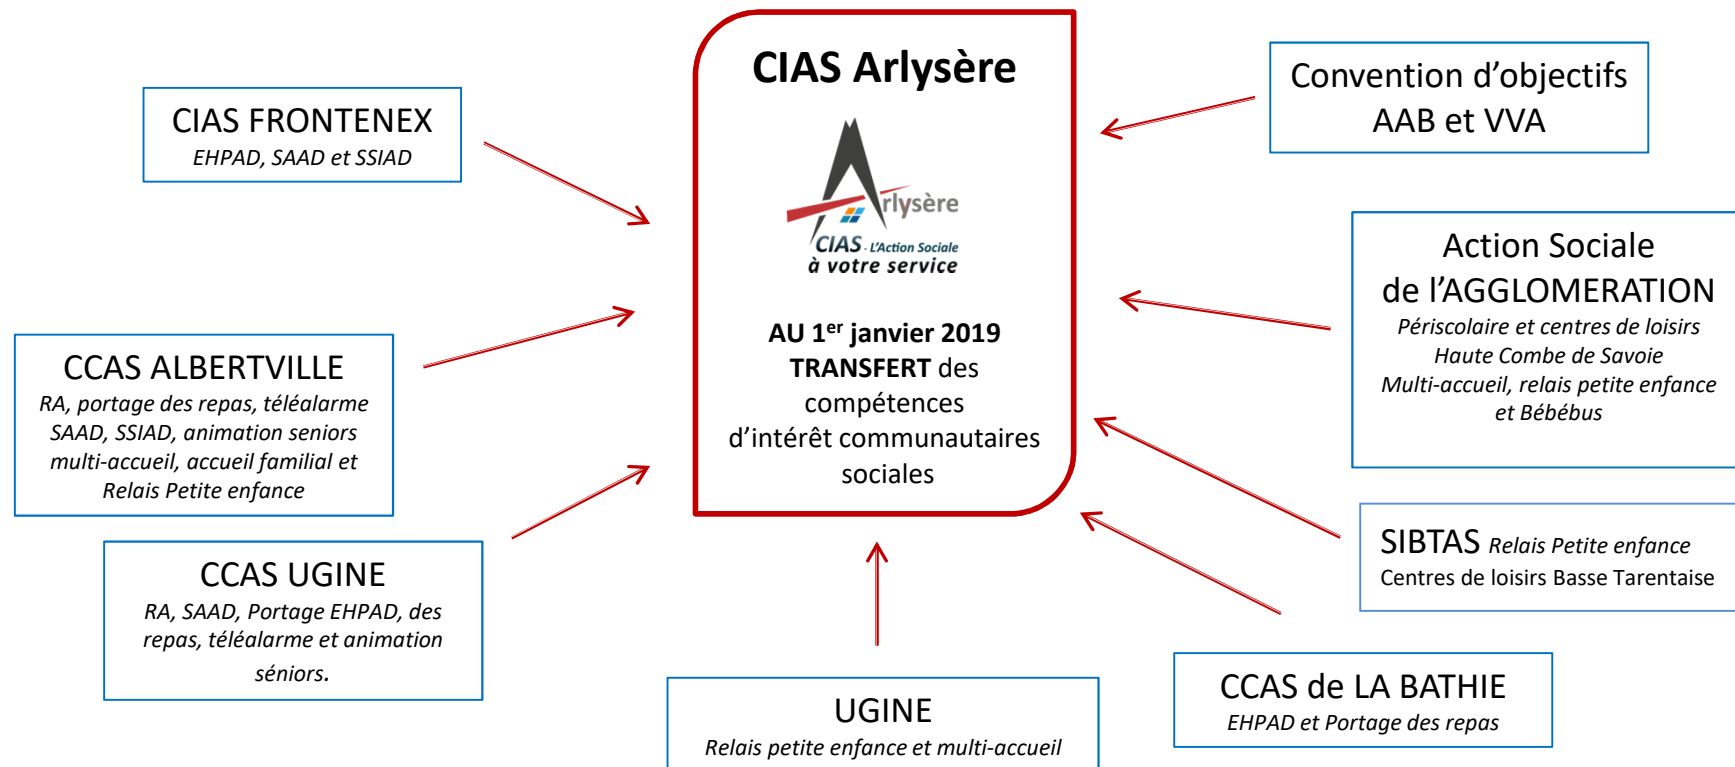 CIAS Arlysère
Arlysère
CIAS - L'Action Sociale
à votre service
AU 1er janvier 2019
TRANSFERT des
compétences
d'intérêt communautaires
sociales
CIAS FRONTENEX
EHPAD, SAAD et SSIAD
CCAS ALBERTVILLE
RA, portage des repas, téléalarme
SAAD, SSIAD, animation seniors
multi-accueil, accueil familial et
Relais Petite enfance
CCAS UGINE
RA, SAAD, Portage EHPAD, des
repas, téléalarme et animation
séniors.
UGINE
Relais petite enfance et multi-accueil
Convention d'objectifs
AAB et VVA
Action Sociale
de l'AGGLOMERATION
Périscolaire et centres de loisirs
Haute Combe de Savoie
Multi-accueil, relais petite enfance
et Bébébus
SIBTAS Relais Petite enfance
Centres de loisirs Basse Tarentaise
CCAS de LA BATHIE
EHPAD et Portage des repas